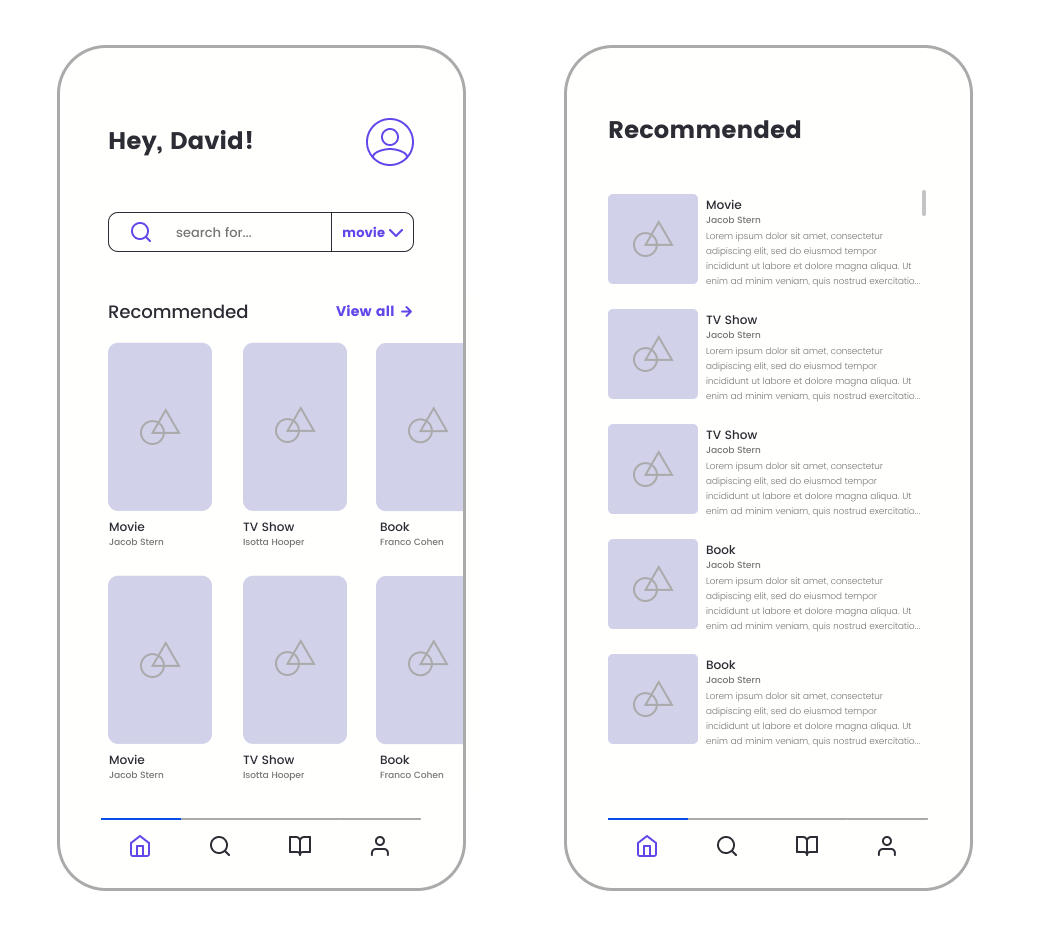 Hey, David!
search for...
movie
Recommended
View all →
Movie
Jacob Stern
TV Show
Isotta Hooper
Book
Franco Cohen
Movie
Jacob Stern
TV Show
Isotta Hooper
Book
Franco Cohen
Recommended
Movie
Jacob Stern
Lorem ipsum dolor sit amet, consectetur
adipiscing elit, sed do eiusmod tempor
incididunt ut labore et dolore magna aliqua. Ut
enim ad minim veniam, quis nostrud exercitatio...
TV Show
Jacob Stern
Lorem ipsum dolor sit amet, consectetur
adipiscing elit, sed do eiusmod tempor
incididunt ut labore et dolore magna aliqua. Ut
enim ad minim veniam, quis nostrud exercitatio...
TV Show
Jacob Stern
Lorem ipsum dolor sit amet, consectetur
adipiscing elit, sed do eiusmod tempor
incididunt ut labore et dolore magna aliqua. Ut
enim ad minim veniam, quis nostrud exercitatio...
Book
Jacob Stern
Lorem ipsum dolor sit amet, consectetur
adipiscing elit, sed do eiusmod tempor
incididunt ut labore et dolore magna aliqua. Ut
enim ad minim veniam, quis nostrud exercitatio...
Book
Jacob Stern
Lorem ipsum dolor sit amet, consectetur
adipiscing elit, sed do eiusmod tempor
incididunt ut labore et dolore magna aliqua. Ut
enim ad minim veniam, quis nostrud exercitatio...